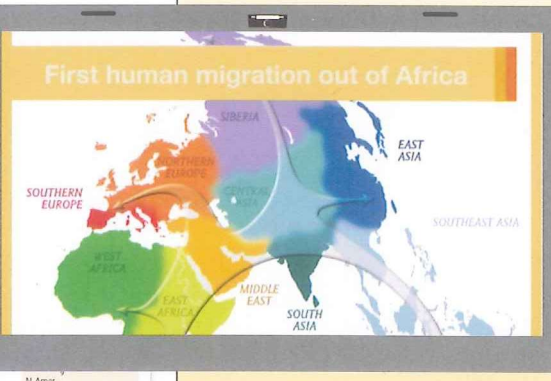 First human migration out of Africa
SIBERIA
EAST
ASIA
NORTHERN
EUROPE
SOUTHERN
EUROPE
CENTRAL
ASIA
SOUTHEAST ASIA
WEST
AFRICA
MIDDLE
EAST
EAST
AFRICA
SOUTH
ASIA
N Amer